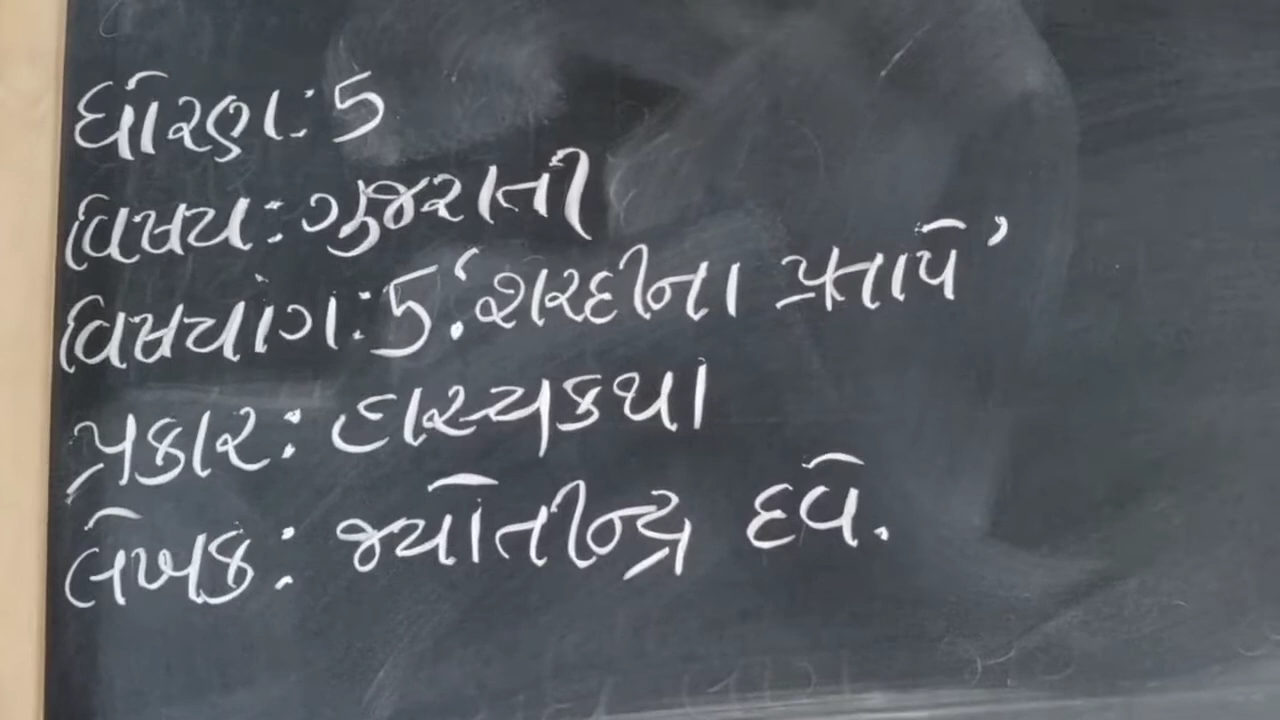 ધોરણ: 5
વિષય: ગુજરાતી
વિષયાંગ: 5. 'શરદીના પ્રતાપે'
પ્રકાર: હાસ્યકથા
લેખક: જ્યોતીન્દ્ર દવે.